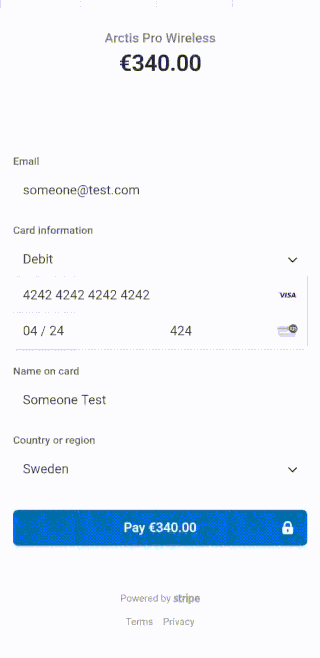 Arctis Pro Wireless
€340.00
Email
someone@test.com
Card information
Debit
4242 4242 4242 4242 VISA
04 / 24 424
Name on card
Someone Test
Country or region
Sweden
Pay €340.00
Powered by stripe
Terms Privacy